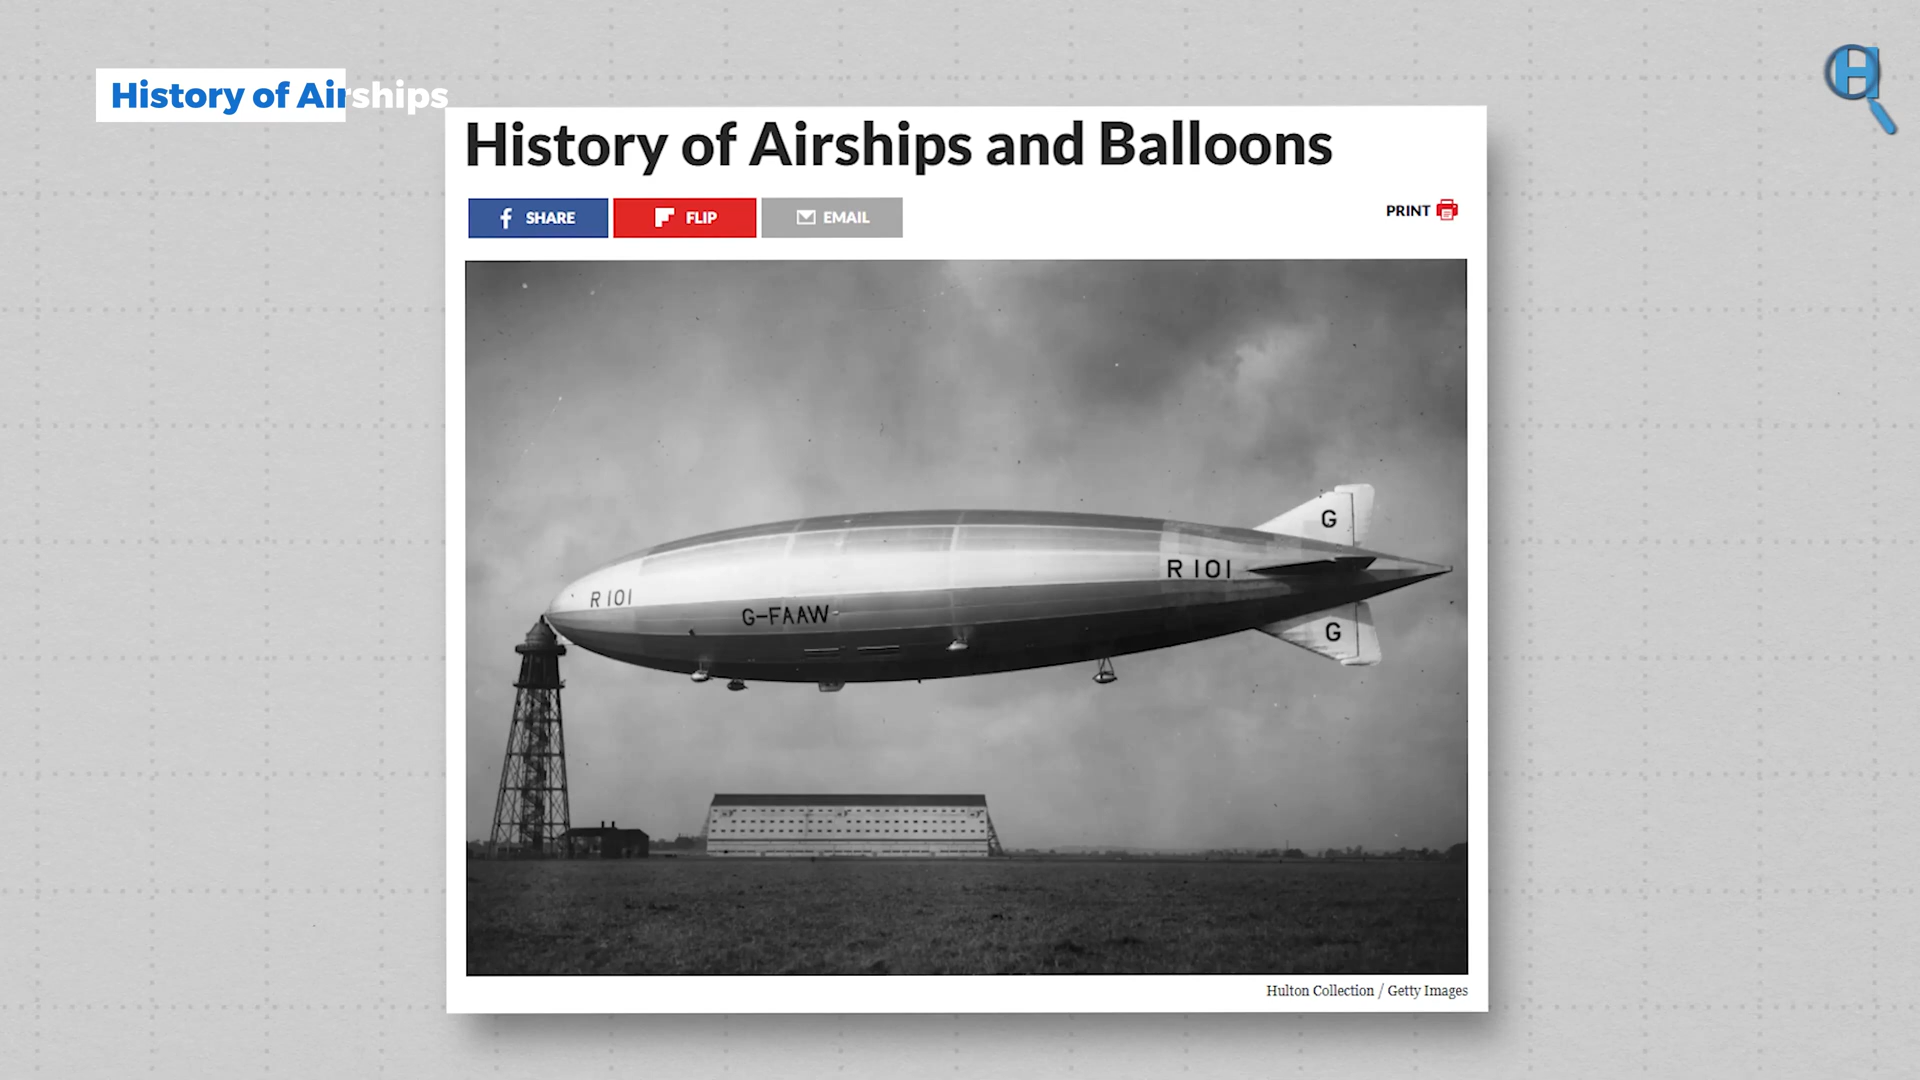 History of Airships
H
History of Airships and Balloons
SHARE
FLIP
EMAIL
PRINT
G
R 101
R 101
G-FAAW
G
Hulton Collection / Getty Images